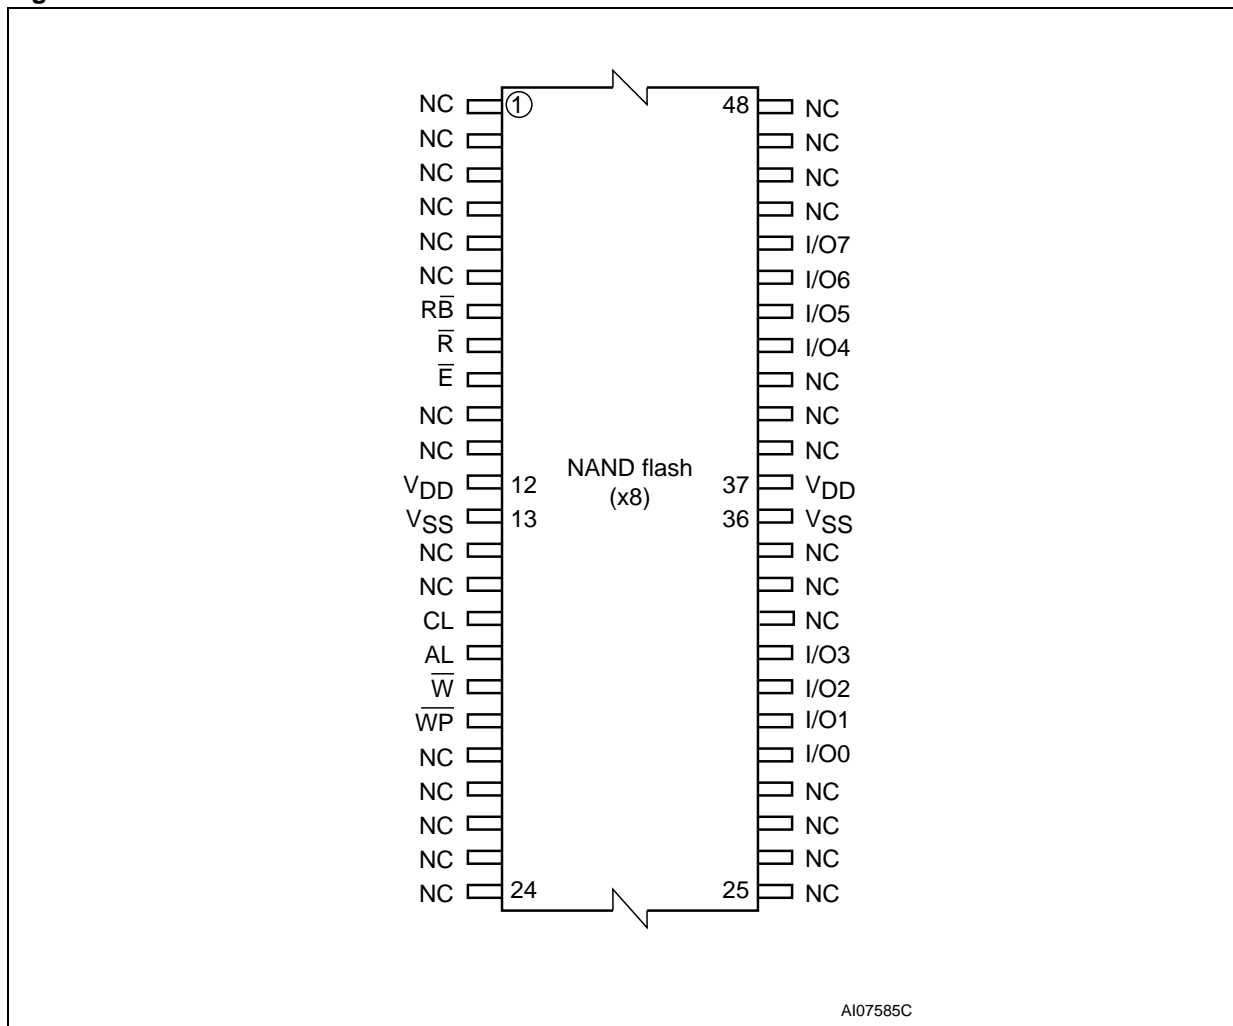 NC 1 48 NC
NC NC
NC NC
NC NC
NC I/O7
NC I/O6
RB̅ I/O5
R̅ I/O4
E̅ NC
NC NC
NC NC
NAND flash
(x8)
VDD 12 37 VDD
VSS 13 36 VSS
NC NC
NC NC
CL NC
AL I/O3
W̅ I/O2
W̅P̅ I/O1
NC I/O0
NC NC
NC NC
NC NC
NC 24 25 NC
AI07585C